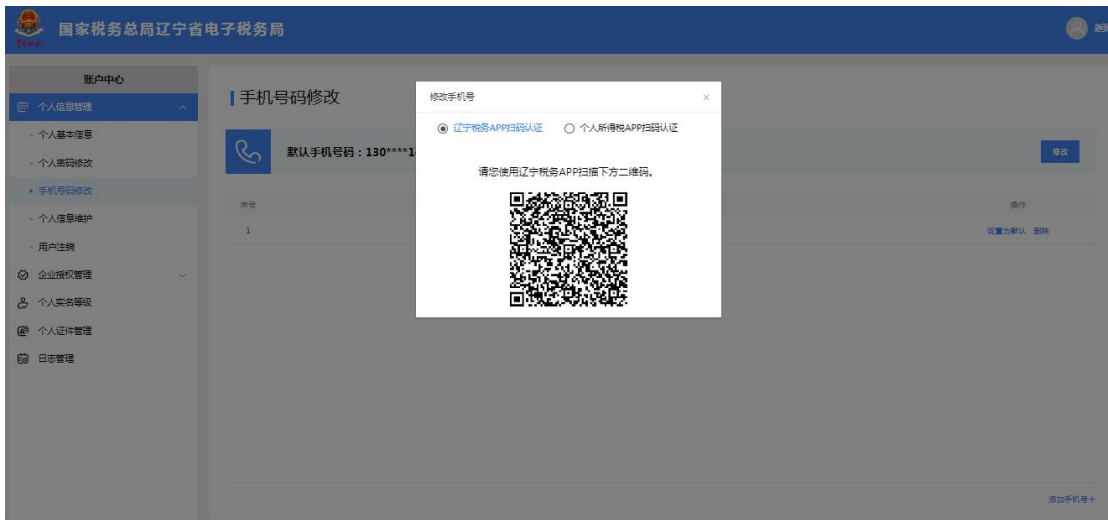 国家税务总局辽宁省电子税务局
账户中心
个人信息管理
个人基本信息
个人密码修改
手机号码修改
个人信息维护
用户注销
企业授权管理
个人实名等级
个人证件管理
日志管理
手机号码修改
默认手机号码：130****1
修改
序号
操作
1
设置为默认 删除
添加手机号+
修改手机号
×
辽宁税务APP扫码认证 个人所得税APP扫码认证
请您使用辽宁税务APP扫描下方二维码。